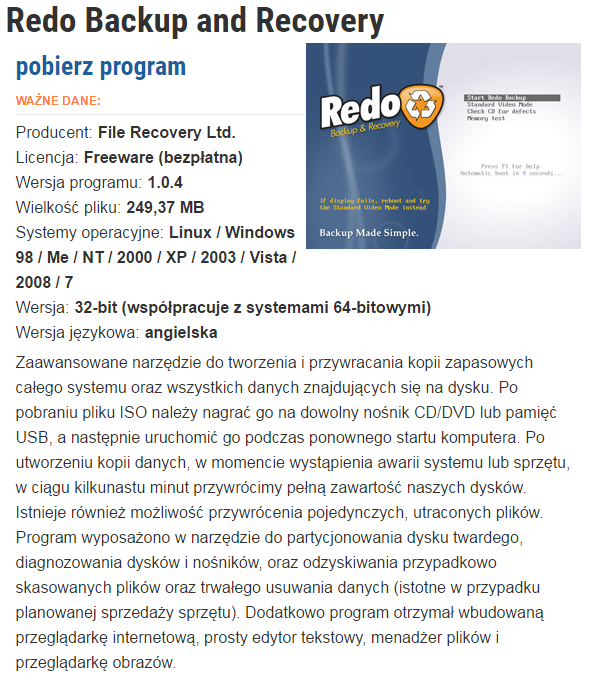 Redo Backup and Recovery
pobierz program
WAŻNE DANE:
Producent: File Recovery Ltd.
Licencja: Freeware (bezpłatna)
Wersja programu: 1.0.4
Wielkość pliku: 249,37 MB
Systemy operacyjne: Linux / Windows
98 / Me / NT / 2000 / XP / 2003 / Vista /
2008 / 7
Redo
Backup & Recovery
Start Redo Backup
Standard Video Mode
Check CD for defects
Memory test
Press F1 for help
Automatic boot in 4 seconds...
If display fails, reboot and try
the Standard Video Mode instead
Backup Made Simple.
Wersja: 32-bit (współpracuje z systemami 64-bitowymi)
Wersja językowa: angielska
Zaawansowane narzędzie do tworzenia i przywracania kopii zapasowych
całego systemu oraz wszystkich danych znajdujących się na dysku. Po
pobraniu pliku ISO należy nagrać go na dowolny nośnik CD/DVD lub pamięć
USB, a następnie uruchomić go podczas ponownego startu komputera. Po
utworzeniu kopii danych, w momencie wystąpienia awarii systemu lub sprzętu,
w ciągu kilkunastu minut przywrócimy pełną zawartość naszych dysków.
Istnieje również możliwość przywrócenia pojedynczych, utraconych plików.
Program wyposażono w narzędzie do partycjonowania dysku twardego,
diagnozowania dysków i nośników, oraz odzyskiwania przypadkowo
skasowanych plików oraz trwałego usuwania danych (istotne w przypadku
planowanej sprzedaży sprzętu). Dodatkowo program otrzymał wbudowaną
przeglądarkę internetową, prosty edytor tekstowy, menadżer plików i
przeglądarkę obrazów.